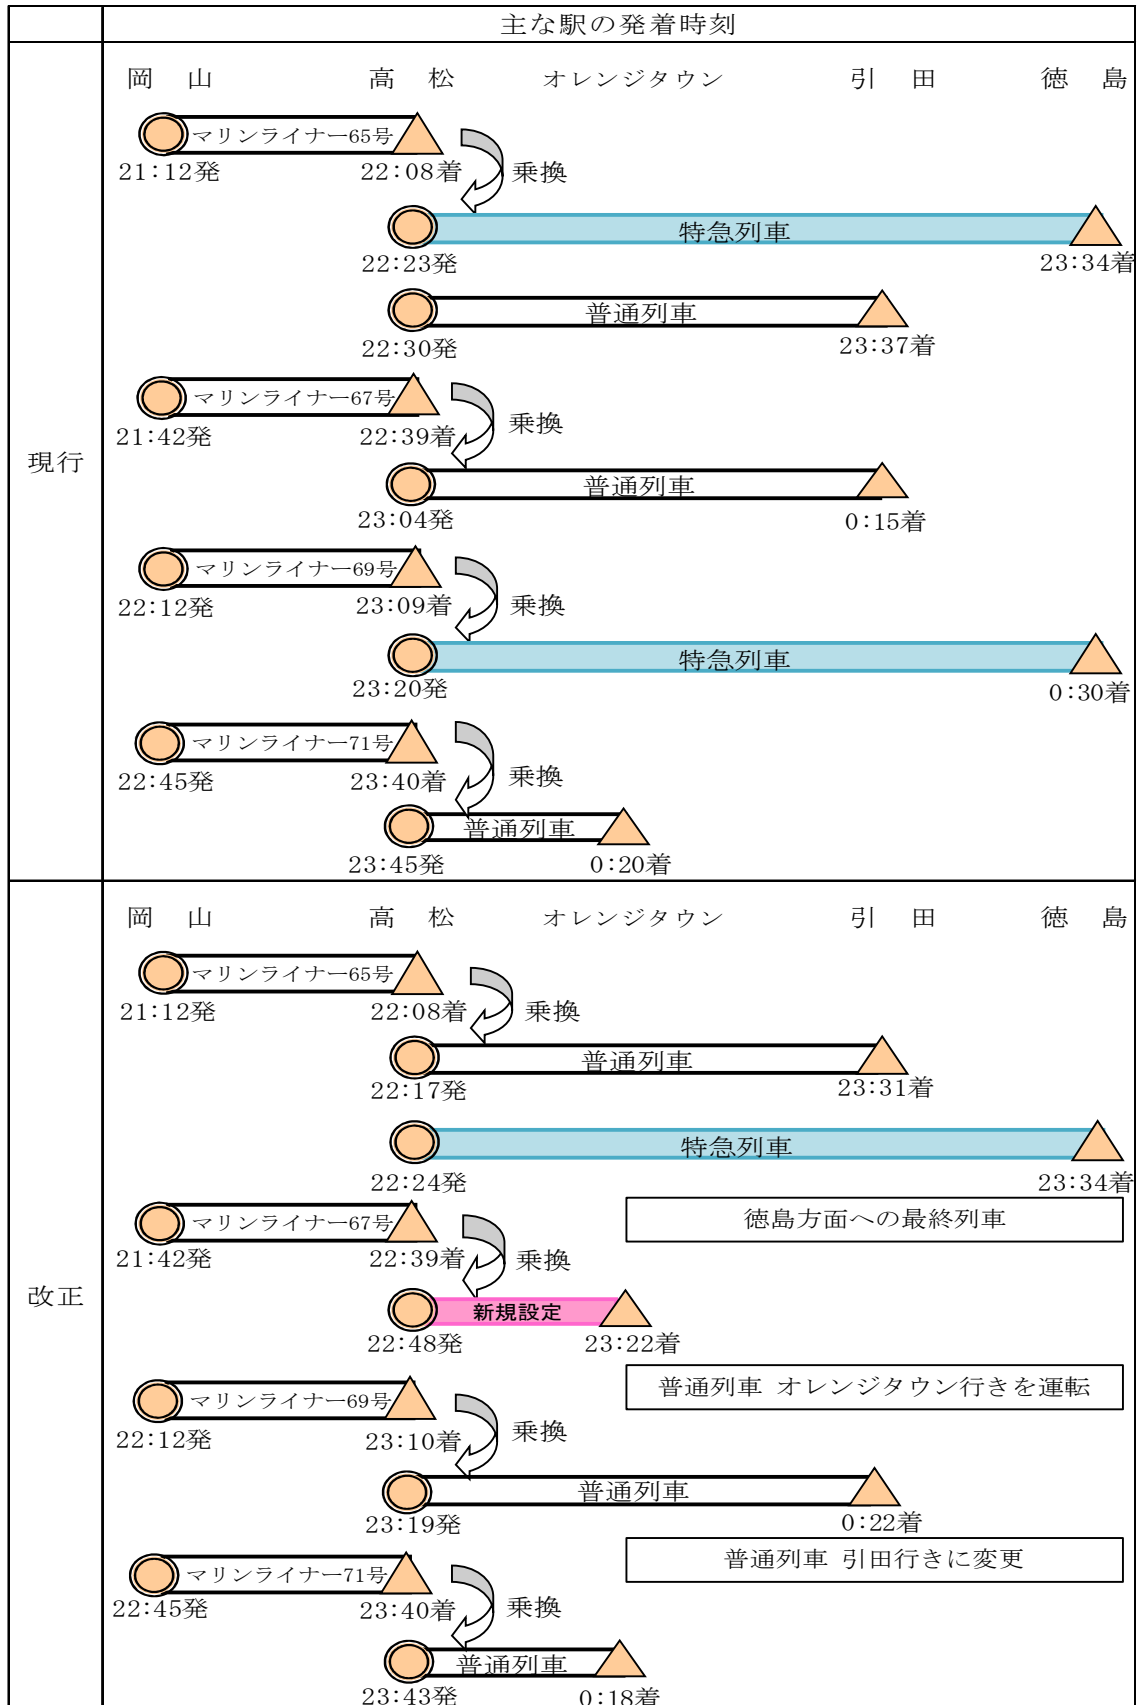 主な駅の発着時刻
現行
岡 山 高 松 オレンジタウン 引 田 徳 島
マリンライナー65号
21:12発 22:08着 乗換
特急列車
22:23発 23:34着
普通列車
22:30発 23:37着
マリンライナー67号
21:42発 22:39着 乗換
普通列車
23:04発 0:15着
マリンライナー69号
22:12発 23:09着 乗換
特急列車
23:20発 0:30着
マリンライナー71号
22:45発 23:40着 乗換
普通列車
23:45発 0:20着
改正
岡 山 高 松 オレンジタウン 引 田 徳 島
マリンライナー65号
21:12発 22:08着 乗換
普通列車
22:17発 23:31着
特急列車
22:24発 23:34着
マリンライナー67号 徳島方面への最終列車
21:42発 22:39着 乗換
新規設定
22:48発 23:22着
マリンライナー69号 普通列車 オレンジタウン行きを運転
22:12発 23:10着 乗換
普通列車
23:19発 0:22着
マリンライナー71号 普通列車 引田行きに変更
22:45発 23:40着 乗換
普通列車
23:43発 0:18着